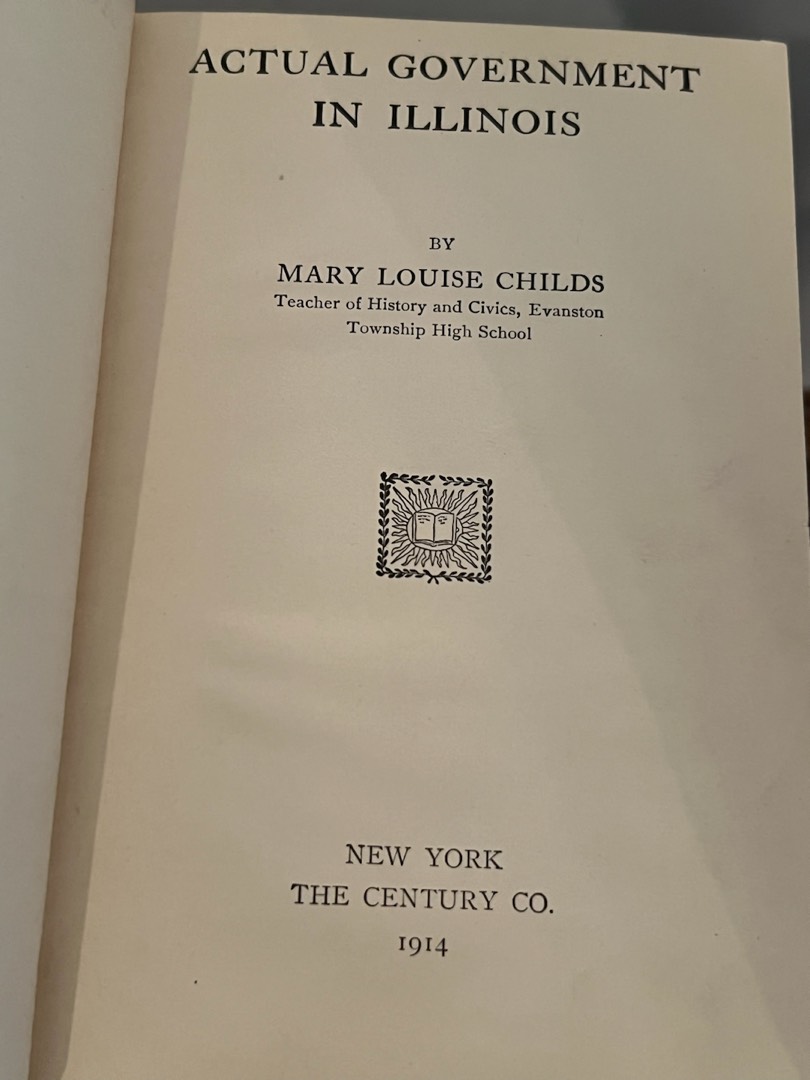 ACTUAL GOVERNMENT
IN ILLINOIS
BY
MARY LOUISE CHILDS
Teacher of History and Civics, Evanston
Township High School
NEW YORK
THE CENTURY CO.
1914